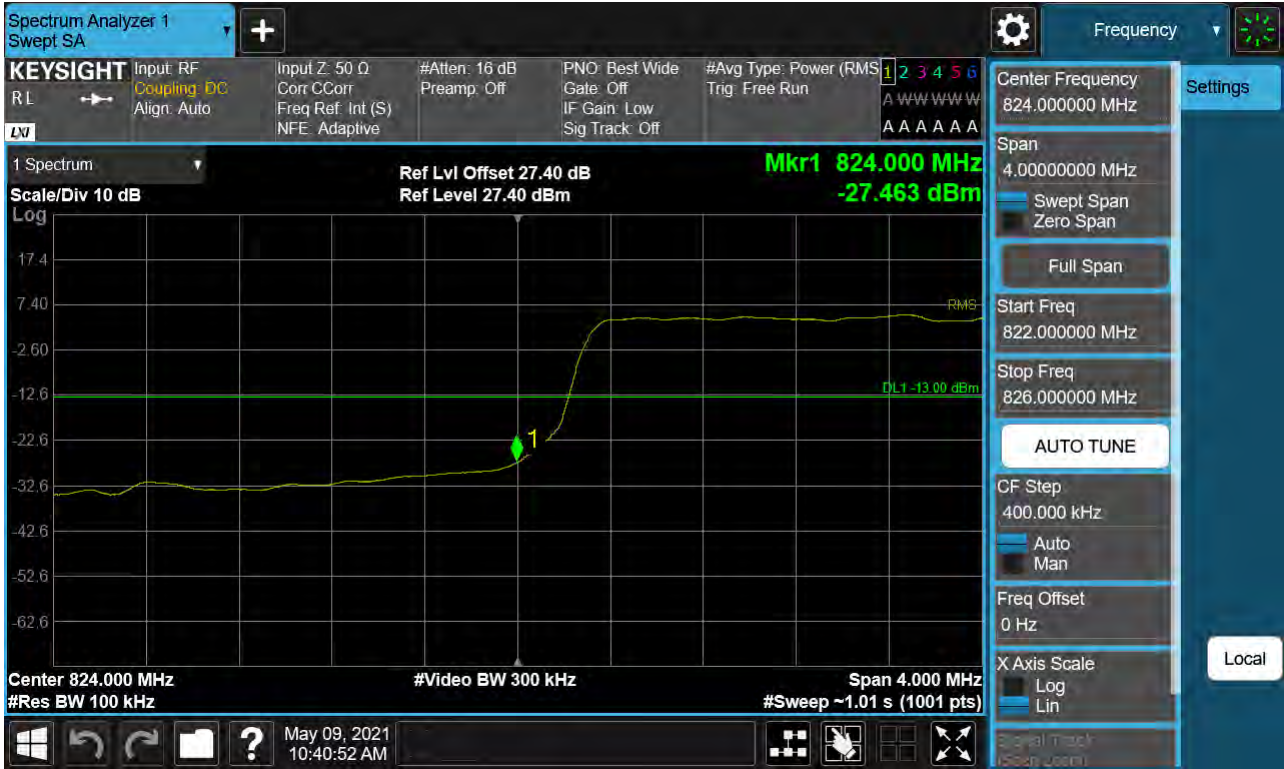 Spectrum Analyzer 1
Swept SA
Frequency
KEYSIGHT
R L
LXI
Input: RF
Coupling: DC
Align: Auto
Input Z: 50 Ω
Corr CCorr
Freq Ref: Int (S)
NFE: Adaptive
#Atten: 16 dB
Preamp: Off
PNO: Best Wide
Gate: Off
IF Gain: Low
Sig Track: Off
#Avg Type: Power (RMS
Trig: Free Run
1 2 3 4 5 6
A W W W W W
A A A A A A
1 Spectrum
Scale/Div 10 dB
Log
Ref Lvl Offset 27.40 dB
Ref Level 27.40 dBm
Mkr1 824.000 MHz
-27.463 dBm
17.4
7.40
-2.60
-12.6
-22.6
-32.6
-42.6
-52.6
-62.6
RMS
DL1 -13.00 dBm
1
Center 824.000 MHz
#Res BW 100 kHz
#Video BW 300 kHz
Span 4.000 MHz
#Sweep ~1.01 s (1001 pts)
Center Frequency
824.000000 MHz
Span
4.00000000 MHz
Swept Span
Zero Span
Full Span
Start Freq
822.000000 MHz
Stop Freq
826.000000 MHz
AUTO TUNE
CF Step
400.000 kHz
Auto
Man
Freq Offset
0 Hz
X Axis Scale
Log
Lin
Signal Track
(Span Zoom)
Settings
Local
?
May 09, 2021
10:40:52 AM